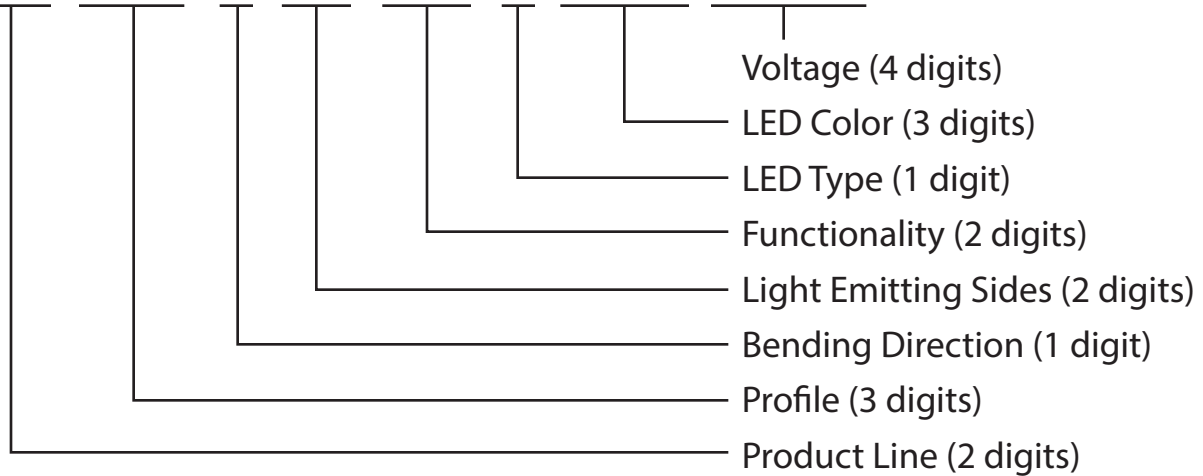 Voltage (4 digits)
LED Color (3 digits)
LED Type (1 digit)
Functionality (2 digits)
Light Emitting Sides (2 digits)
Bending Direction (1 digit)
Profile (3 digits)
Product Line (2 digits)